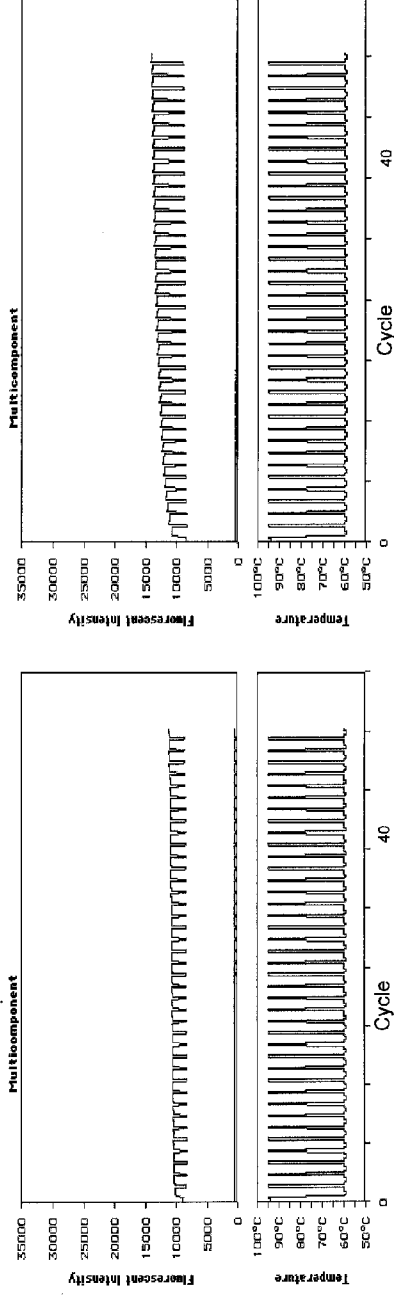 Multicomponent
35000
30000
25000
20000
15000
10000
5000
0
Fluorescent Intensity
100°C
90°C
80°C
70°C
60°C
50°C
Temperature
0
40
Cycle
Multicomponent
35000
30000
25000
20000
15000
10000
5000
0
Fluorescent Intensity
100°C
90°C
80°C
70°C
60°C
50°C
Temperature
0
40
Cycle